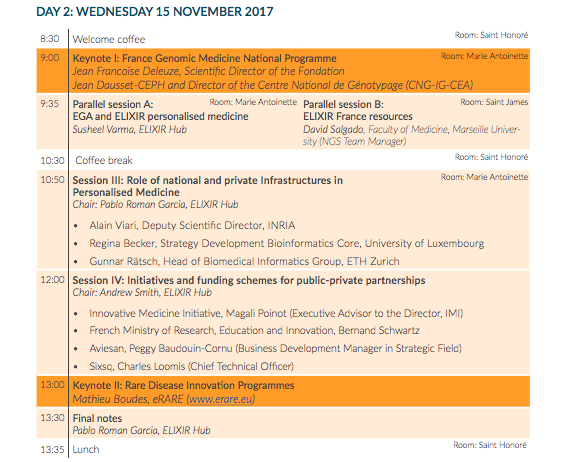 DAY 2: WEDNESDAY 15 NOVEMBER 2017
8:30 Welcome coffee Room: Saint Honoré
9:00 Keynote I: France Genomic Medicine National Programme Room: Marie Antoinette
Jean Francoise Deleuze, Scientific Director of the Fondation
Jean Dausset-CEPH and Director of the Centre National de Génotypage (CNG-IG-CEA)
9:35 Parallel session A: Room: Marie Antoinette
EGA and ELIXIR personalised medicine
Susheel Varma, ELIXIR Hub
Parallel session B: Room: Saint James
ELIXIR France resources
David Salgado, Faculty of Medicine, Marseille Univer-
sity (NGS Team Manager)
10:30 Coffee break Room: Saint Honoré
10:50 Session III: Role of national and private Infrastructures in Room: Marie Antoinette
Personalised Medicine
Chair: Pablo Roman Garcia, ELIXIR Hub
• Alain Viari, Deputy Scientific Director, INRIA
• Regina Becker, Strategy Development Bioinformatics Core, University of Luxembourg
• Gunnar Rätsch, Head of Biomedical Informatics Group, ETH Zurich
12:00 Session IV: Initiatives and funding schemes for public-private partnerships
Chair: Andrew Smith, ELIXIR Hub
• Innovative Medicine Initiative, Magali Poinot (Executive Advisor to the Director, IMI)
• French Ministry of Research, Education and Innovation, Bernand Schwartz
• Aviesan, Peggy Baudouin-Cornu (Business Development Manager in Strategic Field)
• Sixsq, Charles Loomis (Chief Technical Officer)
13:00 Keynote II: Rare Disease Innovation Programmes
Mathieu Boudes, eRARE (www.erare.eu)
13:30 Final notes
Pablo Roman Garcia, ELIXIR Hub
13:35 Lunch Room: Saint Honoré